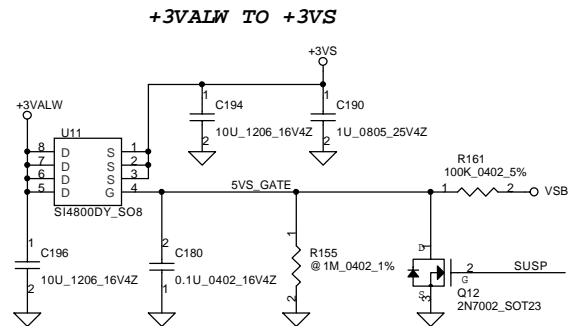 +3VALW TO +3VS
+3VS
+3VALW
1
C194
10U_1206_16V4Z
2
1
C190
1U_0805_25V4Z
2
U11
8 D S 1
7 D S 2
6 D S 3
5 D G 4
SI4800DY_SO8
5VS_GATE
R161
100K_0402_5%
1 2
VSB
1
C196
10U_1206_16V4Z
2
2
C180
0.1U_0402_16V4Z
1
1
R155
@ 1M_0402_1%
2
D 1
2 SUSP
G
S 3
Q12
2N7002_SOT23